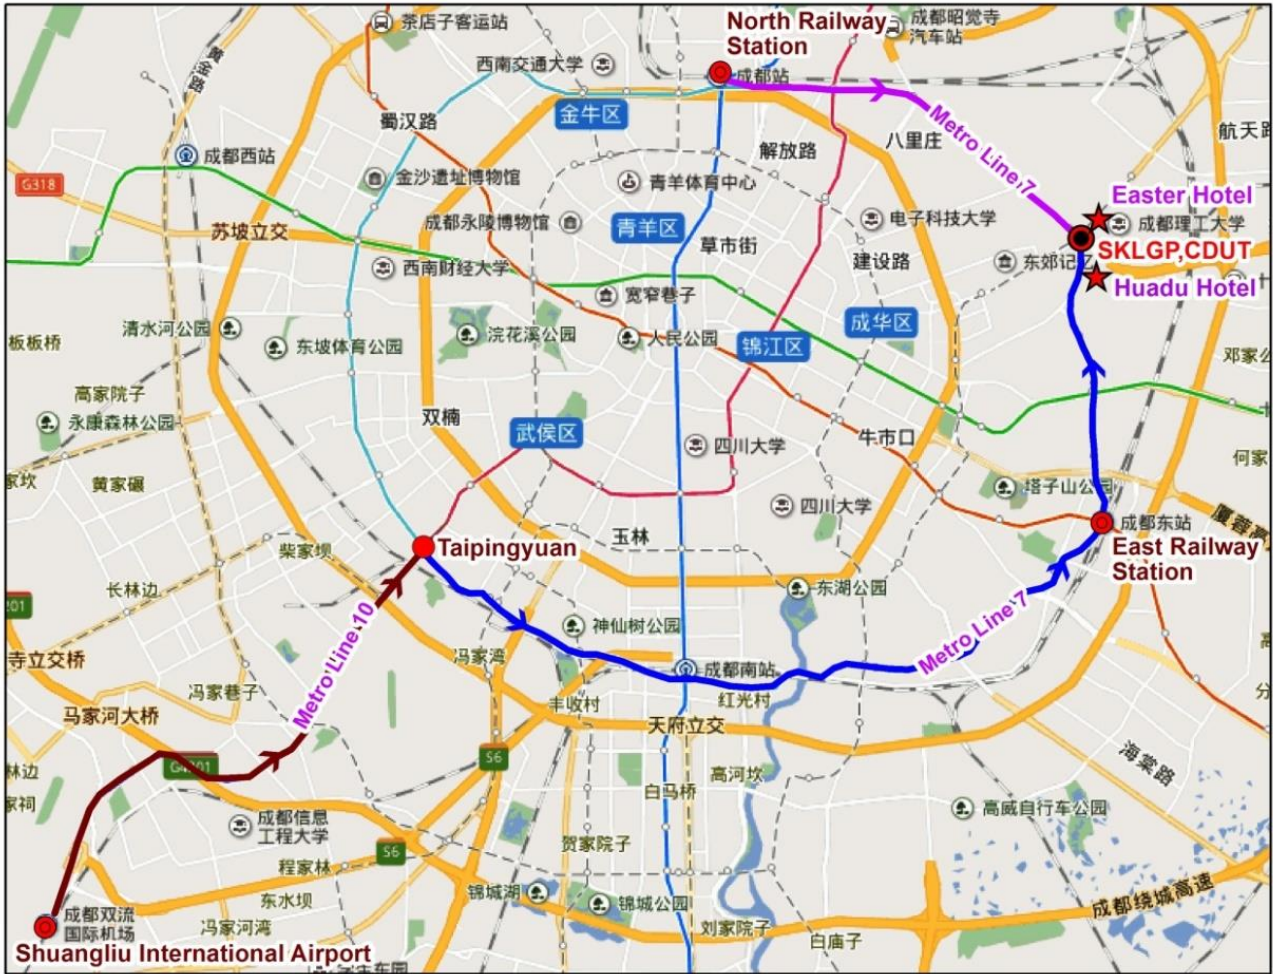 North Railway
Station
茶店子客运站
成都昭觉寺
汽车站
西南交通大学
成都站
黄金路
金牛区
Metro Line 7
蜀汉路
八里庄
航天路
解放路
成都西站
G318
金沙遗址博物馆
青羊体育中心
Easter Hotel
成都永陵博物馆
青羊区
电子科技大学
成都理工大学
苏坡立交
草市街
SKLGP,CDUT
西南财经大学
建设路
东郊记忆
Huadu Hotel
宽窄巷子
清水河公园
浣花溪公园
人民公园
成华区
板板桥
东坡体育公园
锦江区
邓家公
高家院子
双楠
永康森林公园
武侯区
四川大学
牛市口
家坎
黄家碾
何家
塔子山公园
四川大学
厦蓉高
成都东站
玉林
Taipingyuan
柴家坝
East Railway
Station
长林边
东湖公园
201
Metro Line 10
神仙树公园
Metro Line 7
寺立交桥
冯家湾
成都南站
冯家巷子
丰收村
红光村
马家河大桥
天府立交
S6
海棠路
林边
G4201
高河坎
家祠
白马桥
高威自行车公园
成都信息
工程大学
贺家院子
S6
程家林
锦城湖
成都绕城高速
东水坝
锦城公园
成都双流
国际机场
冯家河湾
刘家院子
白庙子
Shuangliu International Airport